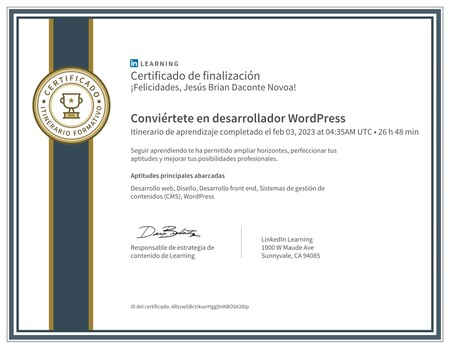 CERTIFICADO
ITINERARIO FORMATIVO
in LEARNING
Certificado de finalización
¡Felicidades, Jesús Brian Daconte Novoa!
Conviértete en desarrollador WordPress
Itinerario de aprendizaje completado el feb 03, 2023 at 04:35AM UTC • 26 h 48 min
Seguir aprendiendo te ha permitido ampliar horizontes, perfeccionar tus
aptitudes y mejorar tus posibilidades profesionales.
Aptitudes principales abarcadas
Desarrollo web, Diseño, Desarrollo front end, Sistemas de gestión de
contenidos (CMS), WordPress
Responsable de estrategia de
contenido de Learning
LinkedIn Learning
1000 W Maude Ave
Sunnyvale, CA 94085
ID del certificado: